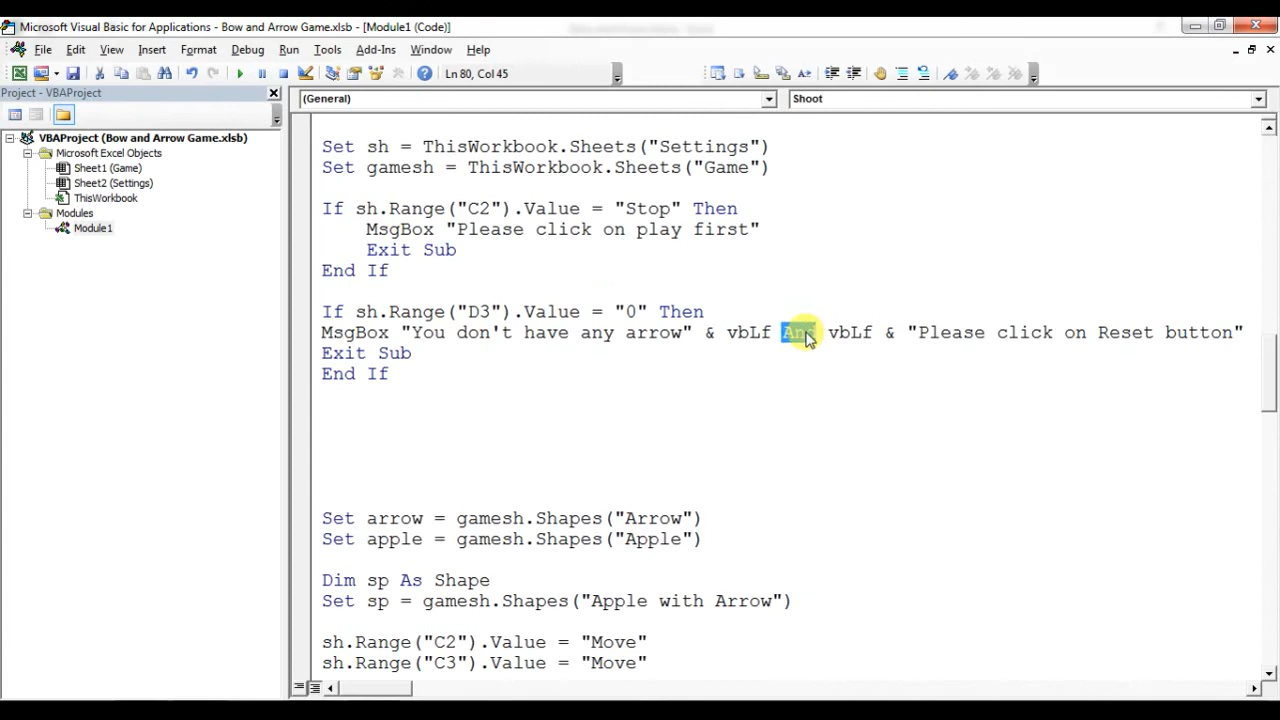 Microsoft Visual Basic for Applications - Bow and Arrow Game.xlsb - [Module1 (Code)]
File Edit View Insert Format Debug Run Tools Add-Ins Window Help
Ln 80, Col 45
Project - VBAProject
(General) Shoot
VBAProject (Bow and Arrow Game.xlsb)
Microsoft Excel Objects
Sheet1 (Game)
Sheet2 (Settings)
ThisWorkbook
Modules
Module1
Set sh = ThisWorkbook.Sheets("Settings")
Set gamesh = ThisWorkbook.Sheets("Game")
If sh.Range("C2").Value = "Stop" Then
MsgBox "Please click on play first"
Exit Sub
End If
If sh.Range("D3").Value = "0" Then
MsgBox "You don't have any arrow" & vbLf And vbLf & "Please click on Reset button"
Exit Sub
End If
Set arrow = gamesh.Shapes("Arrow")
Set apple = gamesh.Shapes("Apple")
Dim sp As Shape
Set sp = gamesh.Shapes("Apple with Arrow")
sh.Range("C2").Value = "Move"
sh.Range("C3").Value = "Move"